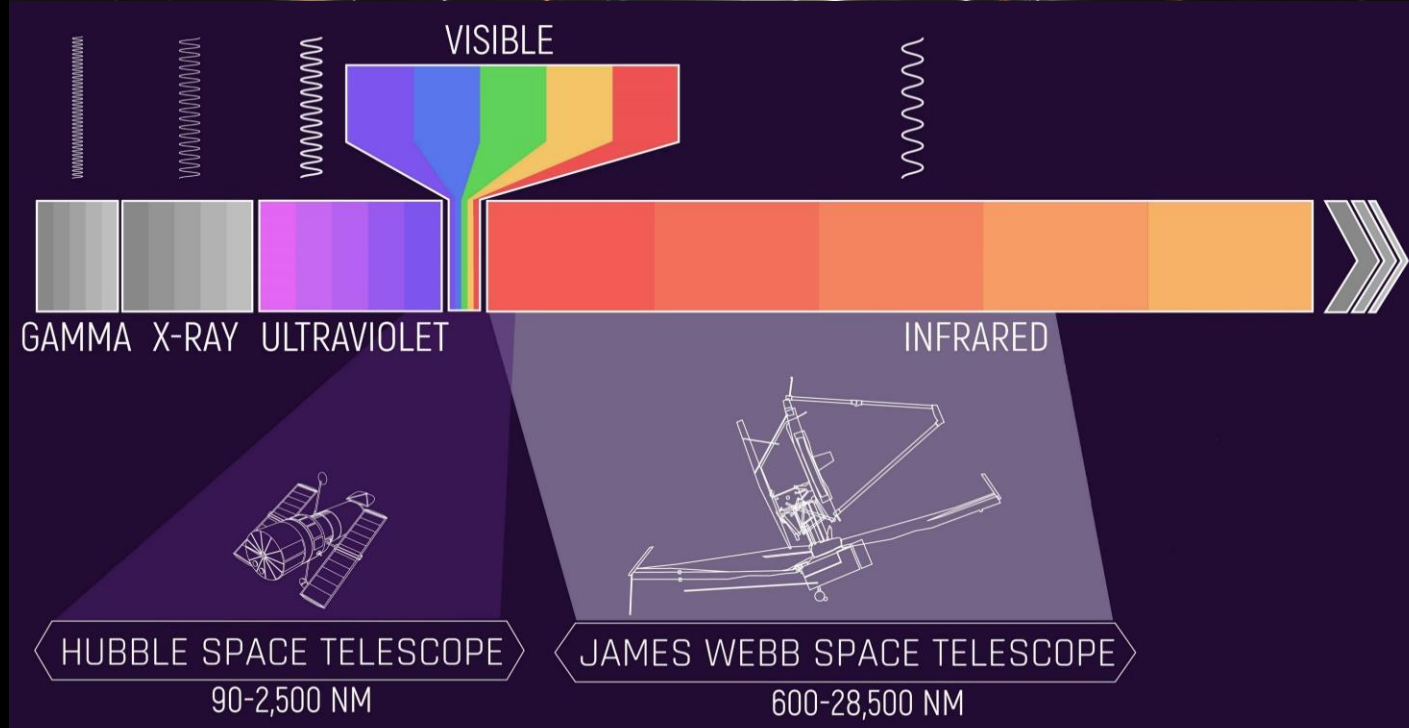 VISIBLE
GAMMA
X-RAY
ULTRAVIOLET
INFRARED
HUBBLE SPACE TELESCOPE
90-2,500 NM
JAMES WEBB SPACE TELESCOPE
600-28,500 NM